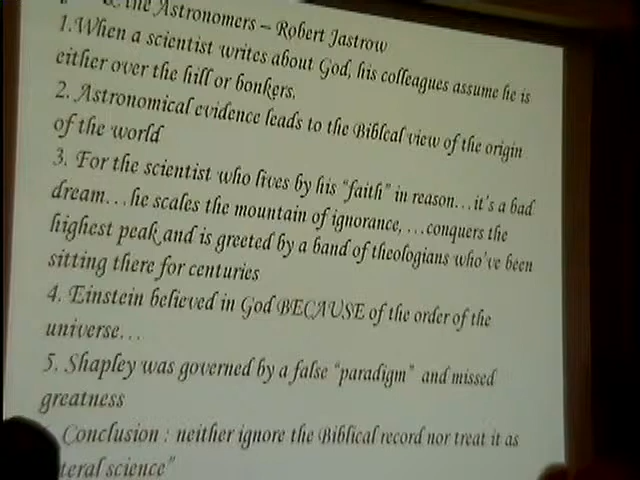 & the Astronomers – Robert Jastrow
1.When a scientist writes about God, his colleagues assume he is
either over the hill or bonkers.
2. Astronomical evidence leads to the Biblcal view of the origin
of the world
3. For the scientist who lives by his “faith” in reason…it’s a bad
dream…he scales the mountain of ignorance, …conquers the
highest peak and is greeted by a band of theologians who’ve been
sitting there for centuries
4. Einstein believed in God BECAUSE of the order of the
universe…
5. Shapley was governed by a false “paradigm” and missed
greatness
Conclusion : neither ignore the Biblical record nor treat it as
teral science”